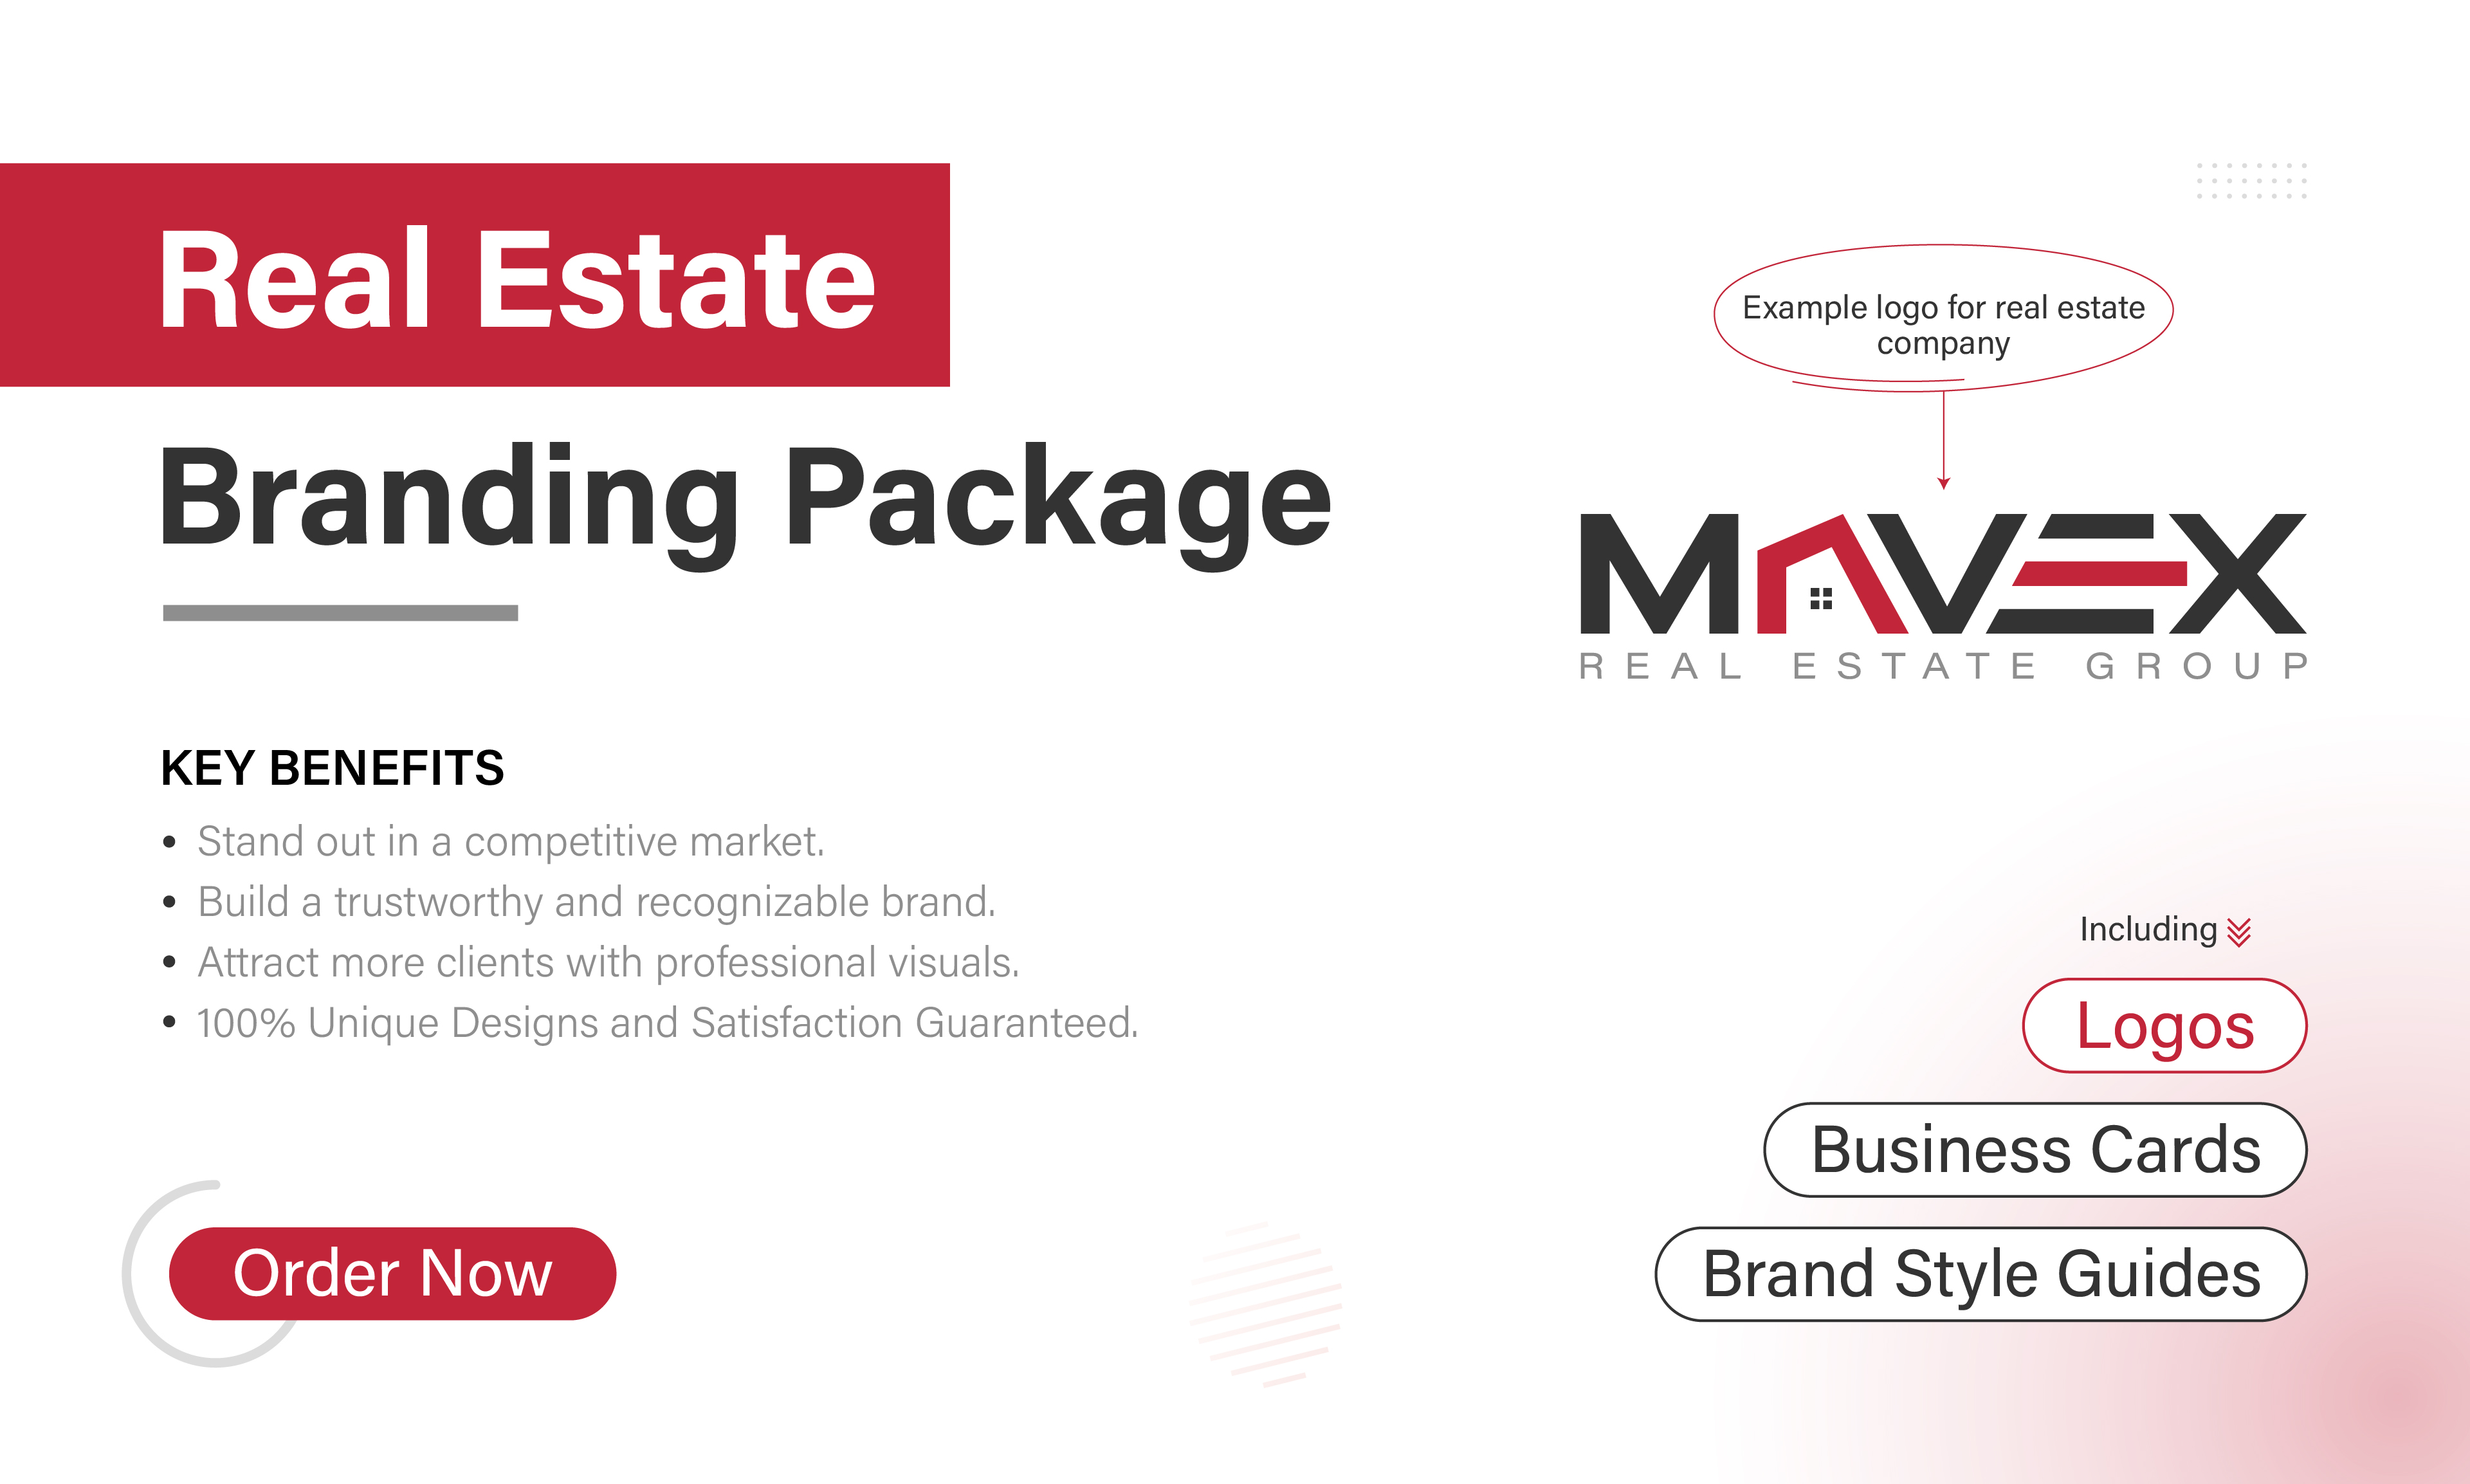 Real Estate
Branding Package
KEY BENEFITS
• Stand out in a competitive market.
• Build a trustworthy and recognizable brand.
• Attract more clients with professional visuals.
• 100% Unique Designs and Satisfaction Guaranteed.
Order Now
Example logo for real estate
company
MAVEX
REAL ESTATE GROUP
Including
Logos
Business Cards
Brand Style Guides